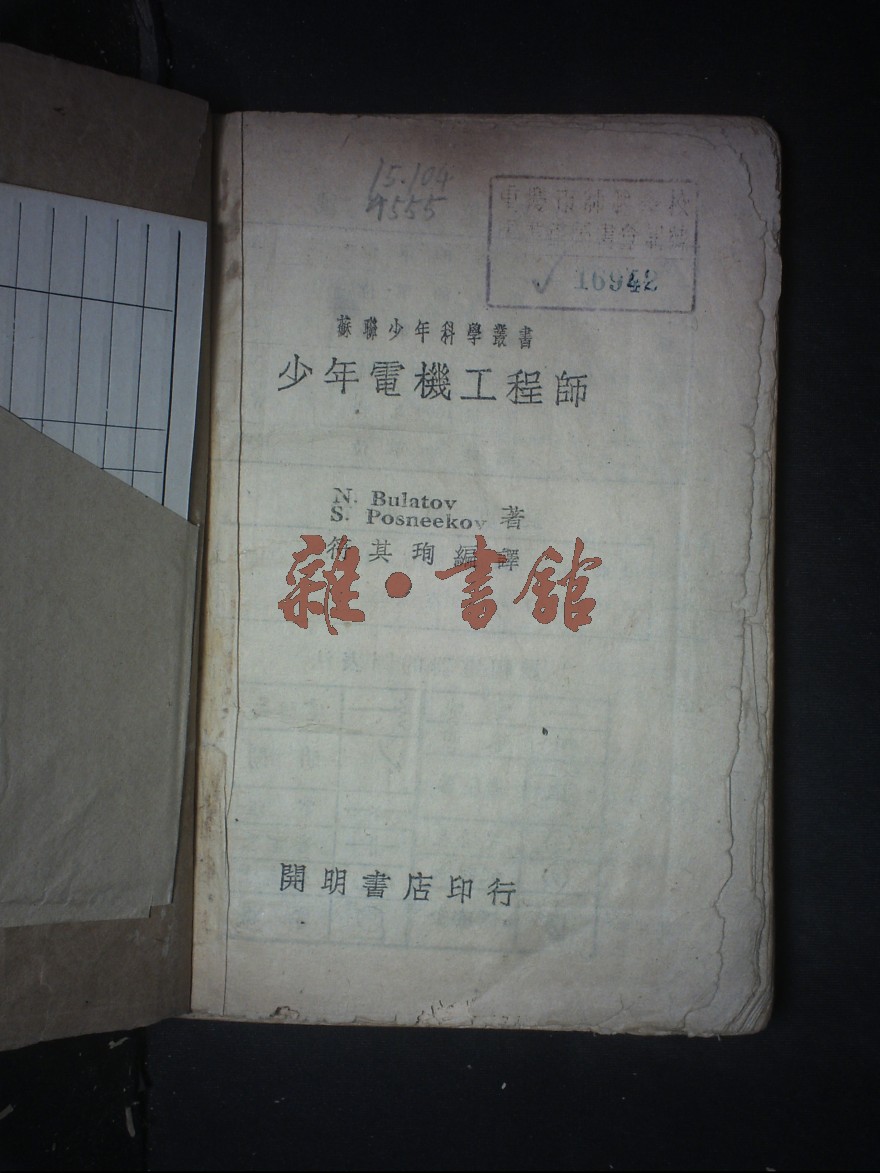 15.104
4555
16942
蘇聯少年科學叢書
少年電機工程師
N. Bulatov
S. Posneekov 著
符其珣編譯
雜·書館
開明書店印行